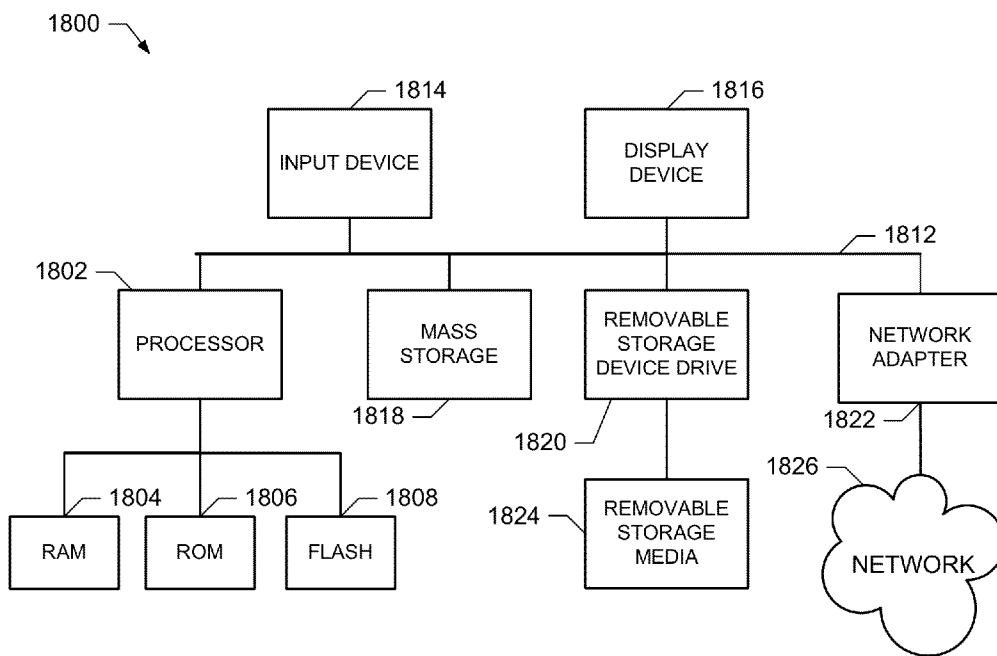 1800
1814
1816
INPUT DEVICE
DISPLAY
DEVICE
1812
1802
PROCESSOR
MASS
STORAGE
REMOVABLE
STORAGE
DEVICE DRIVE
NETWORK
ADAPTER
1818
1820
1822
1826
1804
1806
1808
1824
RAM
ROM
FLASH
REMOVABLE
STORAGE
MEDIA
NETWORK